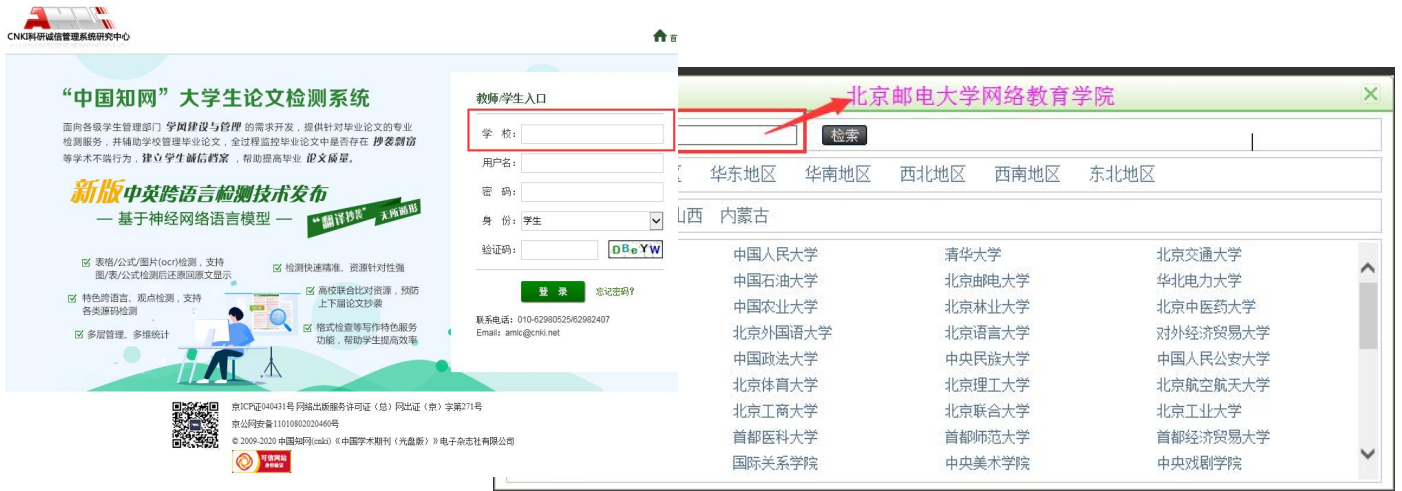 CNKI科研诚信管理系统研究中心
首
“中国知网”大学生论文检测系统
面向各级学生管理部门 学风建设与管理 的需求开发，提供针对毕业论文的专业
检测服务，并辅助学校管理毕业论文，全过程监控毕业论文中是否存在 抄袭剽窃
等学术不端行为，建立学生诚信档案，帮助提高毕业 论文质量。
新版中英跨语言检测技术发布
— 基于神经网络语言模型 —
“翻译抄袭” 无所遁形
表格/公式/图片(ocr)检测，支持
图/表/公式检测后还原回原文显示
检测快速精准、资源针对性强
特色跨语言、观点检测，支持
各类源码检测
高校联合比对资源，预防
上下届论文抄袭
多层管理、多维统计
格式检查等写作特色服务
功能，帮助学生提高效率
教师/学生入口
学 校：
用户名：
密 码：
身 份：学生
验证码：
DBeYW
登 录 忘记密码?
联系电话：010-62980525/62982407
Email：amlc@cnki.net
京ICP证040431号 网络出版服务许可证（总）网出证（京）字第271号
京公网安备11010802020460号
© 2009-2020 中国知网(cnki)《中国学术期刊（光盘版）》电子杂志社有限公司
可信网站
身份验证
北京邮电大学网络教育学院
×
检索
华东地区 华南地区 西北地区 西南地区 东北地区
山西 内蒙古
中国人民大学 清华大学 北京交通大学
中国石油大学 北京邮电大学 华北电力大学
中国农业大学 北京林业大学 北京中医药大学
北京外国语大学 北京语言大学 对外经济贸易大学
中国政法大学 中央民族大学 中国人民公安大学
北京体育大学 北京理工大学 北京航空航天大学
北京工商大学 北京联合大学 北京工业大学
首都医科大学 首都师范大学 首都经济贸易大学
国际关系学院 中央美术学院 中央戏剧学院